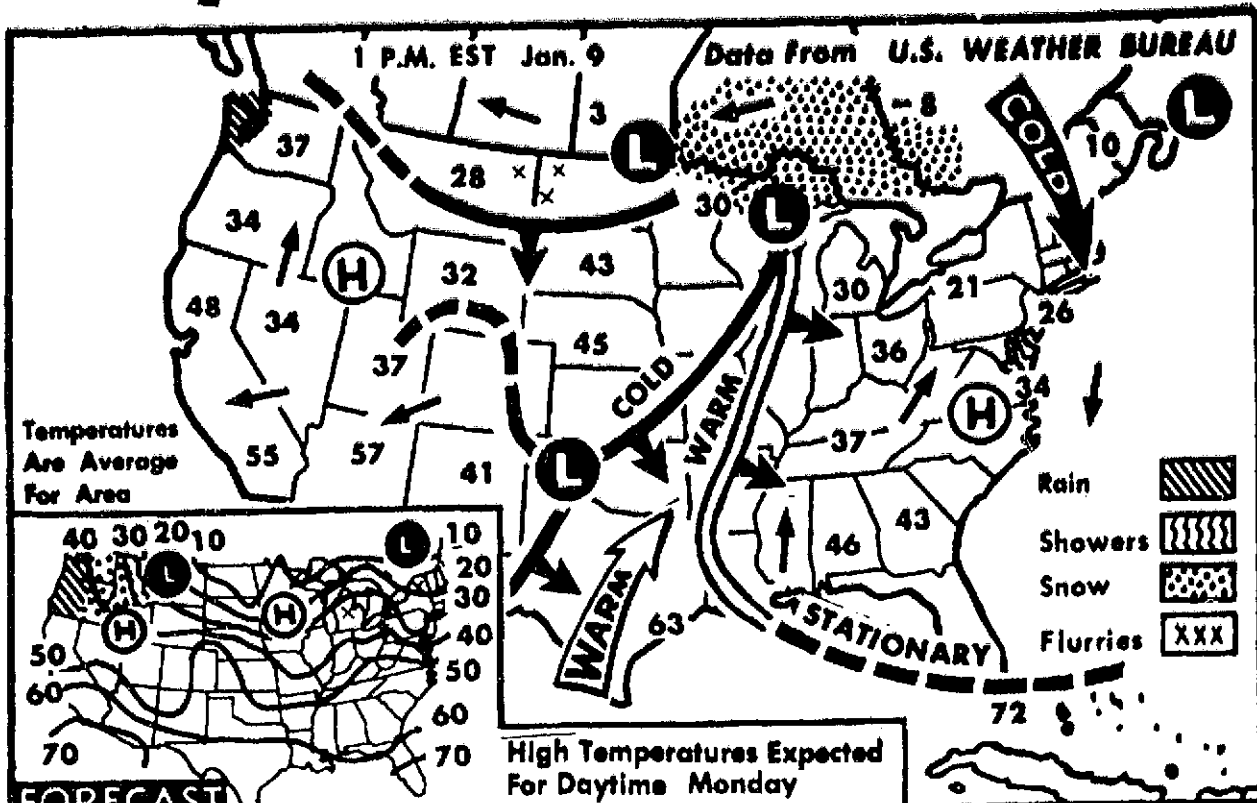 1 P.M. EST Jan. 9
Data From U.S. WEATHER BUREAU
COLD
L
3
-8
10
L
37
28
x x
x
L
30
34
H
32
43
30
21
26
48
34
37
45
36
COLD
WARM
34
H
37
Temperatures
Are Average
For Area
55
57
41
L
43
46
Rain
Showers
Snow
Flurries
XXX
WARM
63
STATIONARY
72
40 30 20 10
L
L
10
20
30
H
H
40
50
50
60
60
70
70
FORECAST
High Temperatures Expected
For Daytime Monday